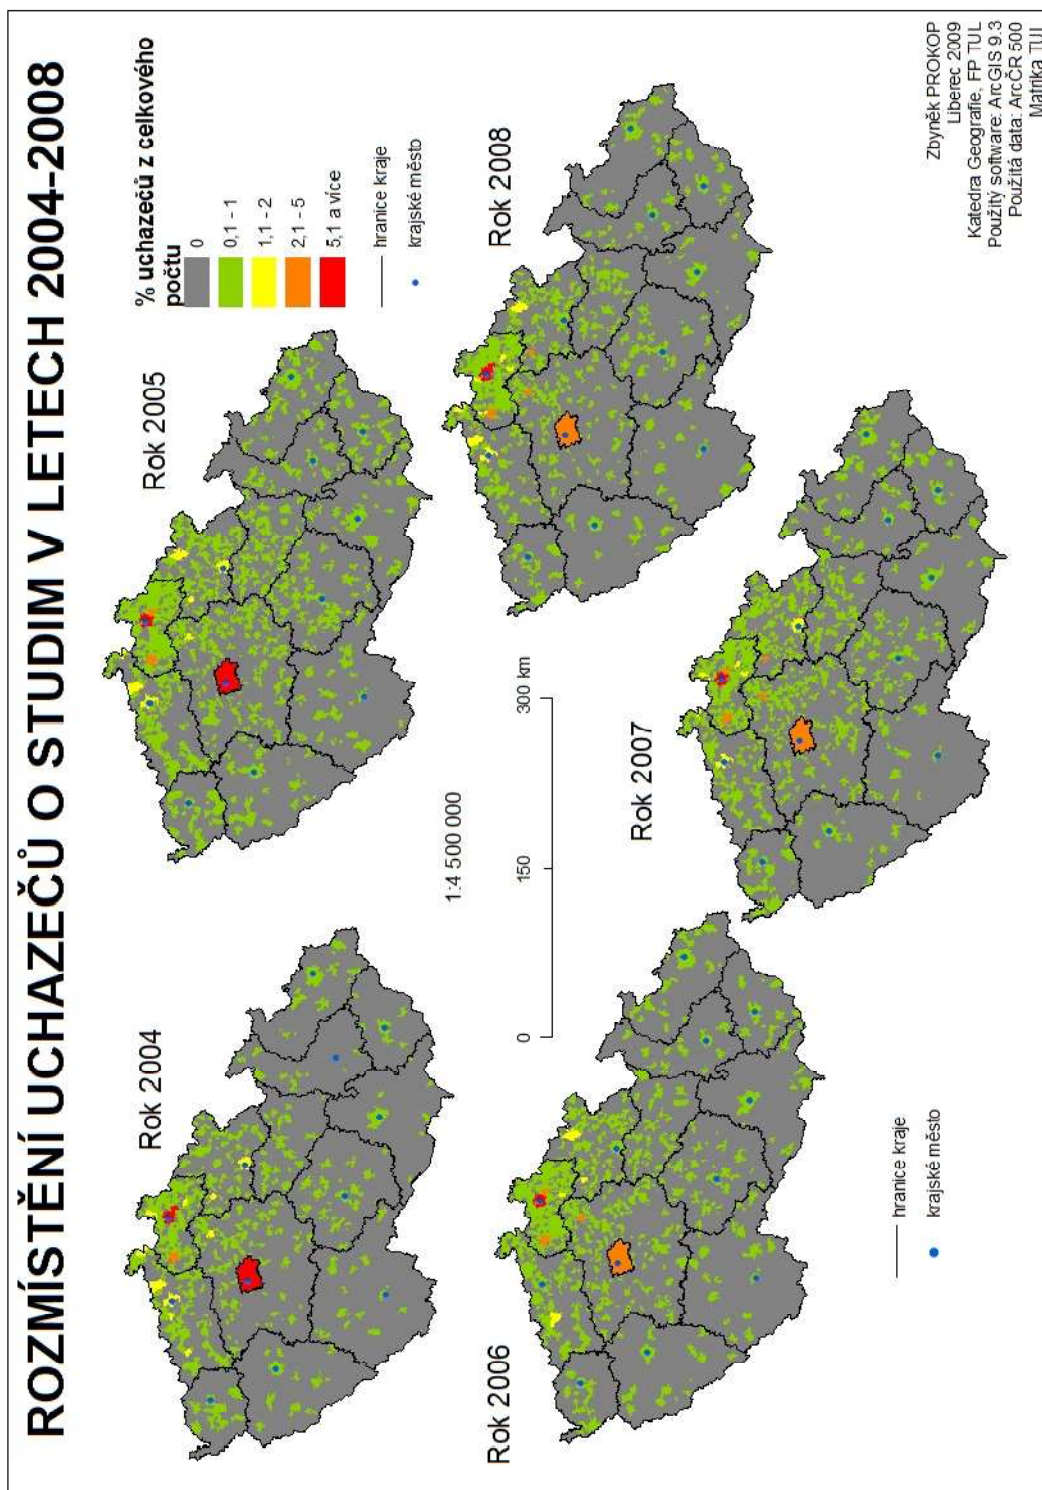 ROZMÍSTĚNÍ UCHAZEČŮ O STUDIM V LETECH 2004-2008
Rok 2004
Rok 2005
% uchazečů z celkového
počtu
0
0,1 - 1
1,1 - 2
2,1 - 5
5,1 a více
hranice kraje
krajské město
1:4 500 000
0
150
300 km
Rok 2006
Rok 2007
Rok 2008
hranice kraje
krajské město
Zbyněk PROKOP
Liberec 2009
Katedra Geografie, FP TUL
Použitý software: ArcGIS 9.3
Použitá data: ArcČR 500
Matrika TUL